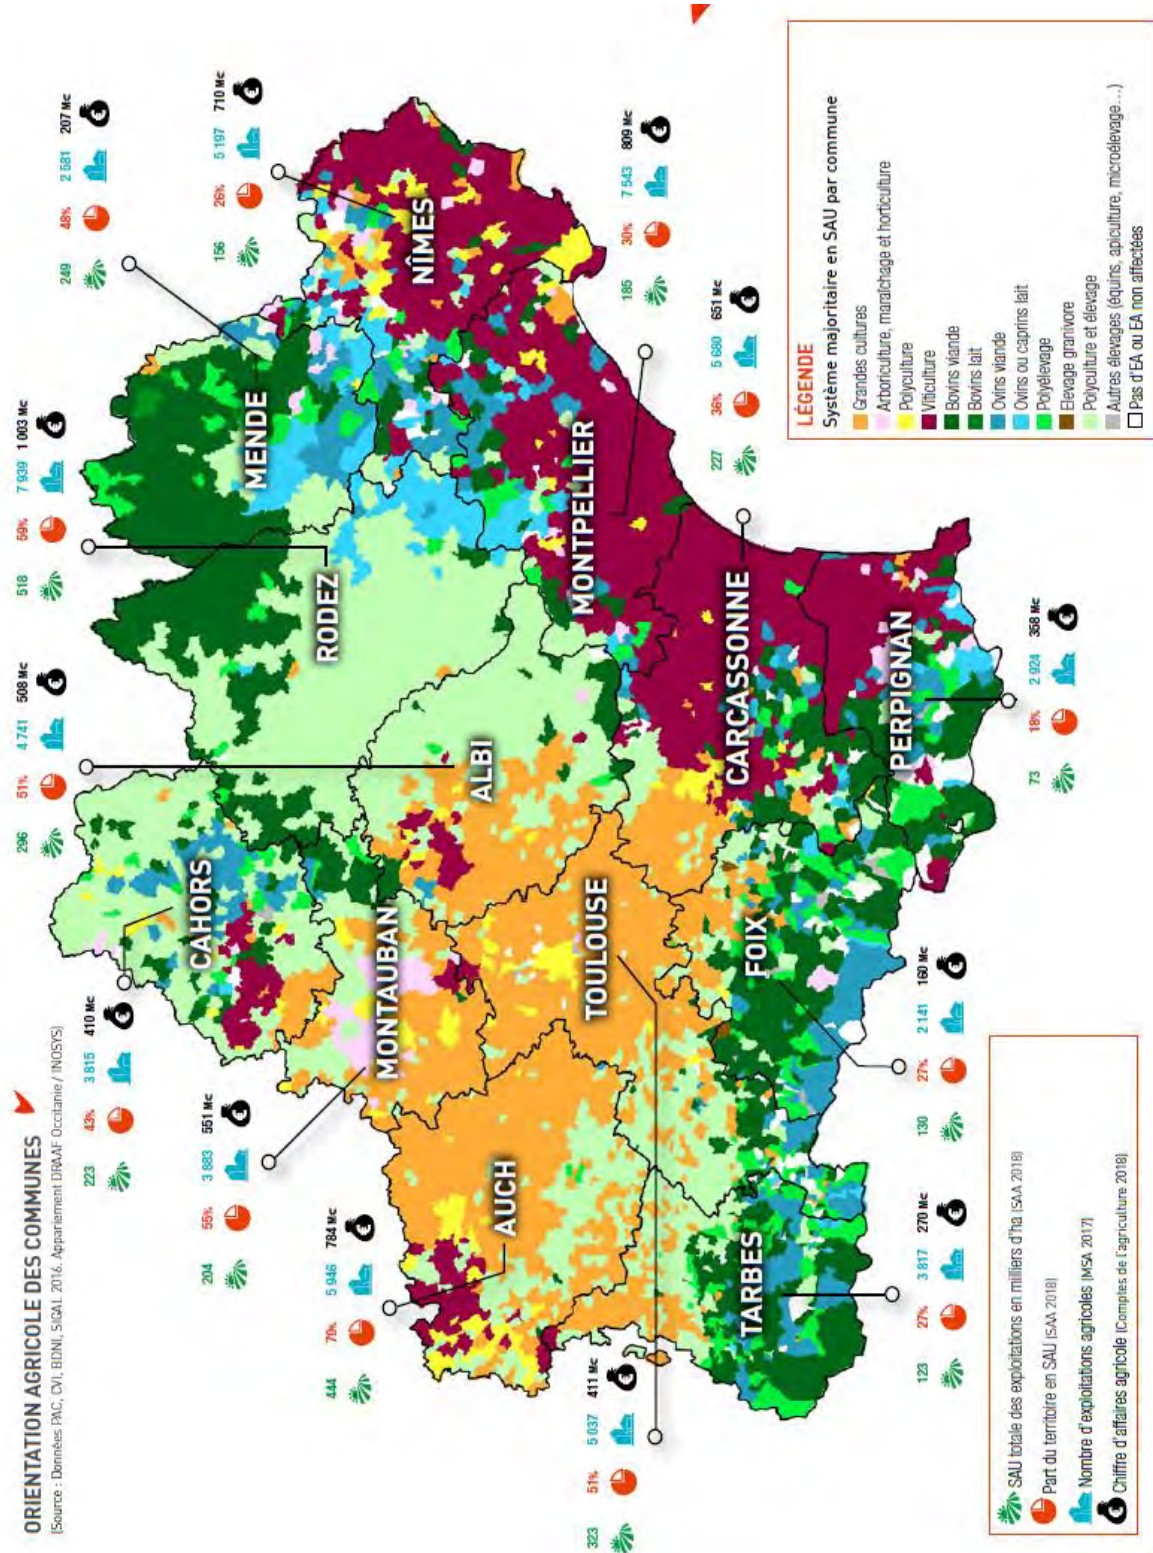 ORIENTATION AGRICOLE DES COMMUNES
(Source : Données PAC, CVI, BDNI, SIGAL 2016. Appariement DRAAF Occitanie / INOSYS)
223 43% 3 815 410 M€
296 51% 4 741 508 M€
518 59% 7 939 1 003 M€
249 48% 2 581 207 M€
204 55% 3 883 551 M€
156 26% 5 197 710 M€
444 70% 5 946 784 M€
323 51% 5 037 411 M€
185 30% 7 543 809 M€
227 36% 5 680 651 M€
123 27% 3 817 270 M€
130 27% 2 141 160 M€
73 18% 2 924 358 M€
CAHORS
MENDE
RODEZ
MONTAUBAN
NÎMES
ALBI
AUCH
MONTPELLIER
TOULOUSE
CARCASSONNE
TARBES
FOIX
PERPIGNAN
SAU totale des exploitations en milliers d'ha (SAA 2018)
Part du territoire en SAU (SAA 2018)
Nombre d'exploitations agricoles (MSA 2017)
Chiffre d'affaires agricole (Comptes de l'agriculture 2018)
LÉGENDE
Système majoritaire en SAU par commune
Grandes cultures
Arboriculture, maraîchage et horticulture
Polyculture
Viticulture
Bovins viande
Bovins lait
Ovins viande
Ovins ou caprins lait
Polyélevage
Elevage granivore
Polyculture et élevage
Autres élevages (équins, apiculture, microélevage…)
Pas d'EA ou EA non affectées